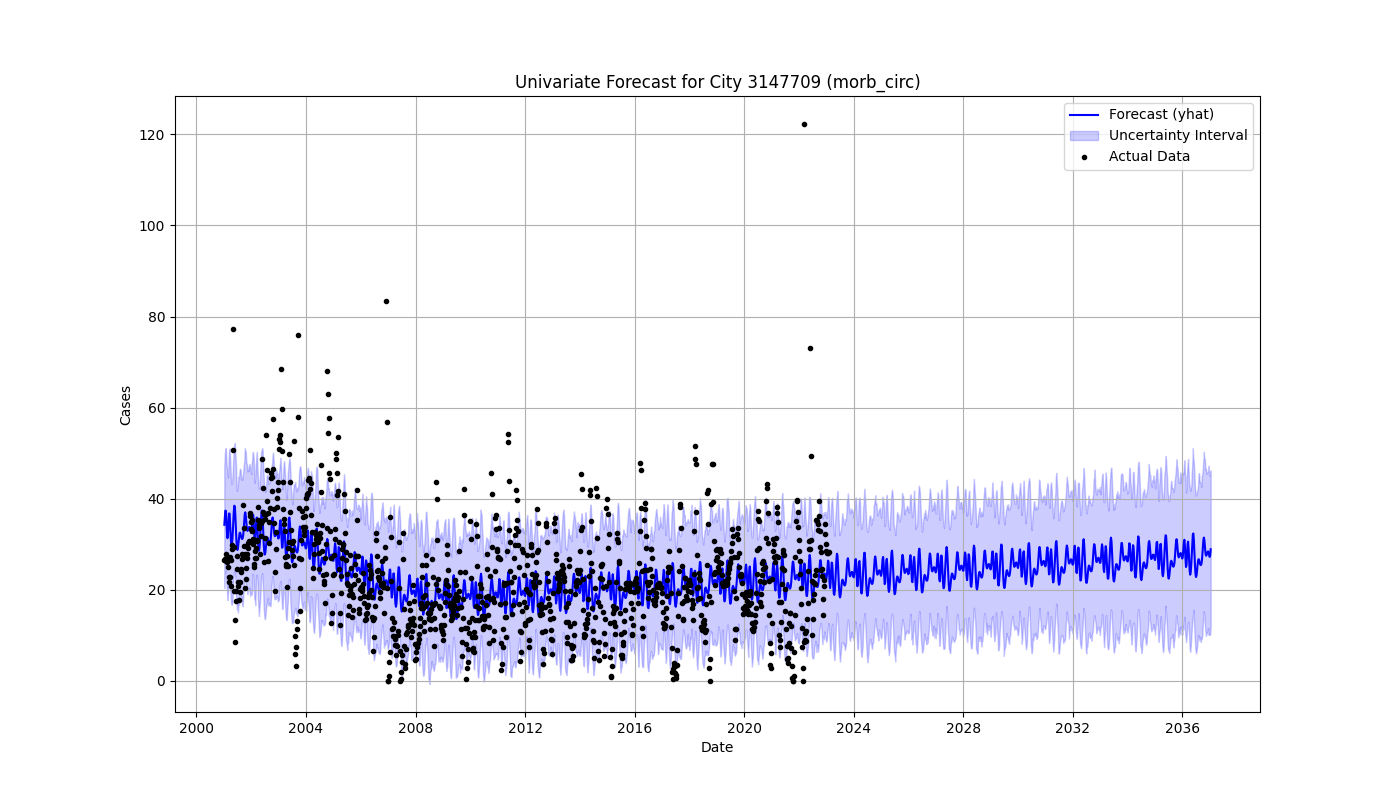 Univariate Forecast for City 3147709 (morb_circ)
Forecast (yhat)
Uncertainty Interval
Actual Data
120
100
80
60
40
20
0
Cases
2000 2004 2008 2012 2016 2020 2024 2028 2032 2036
Date